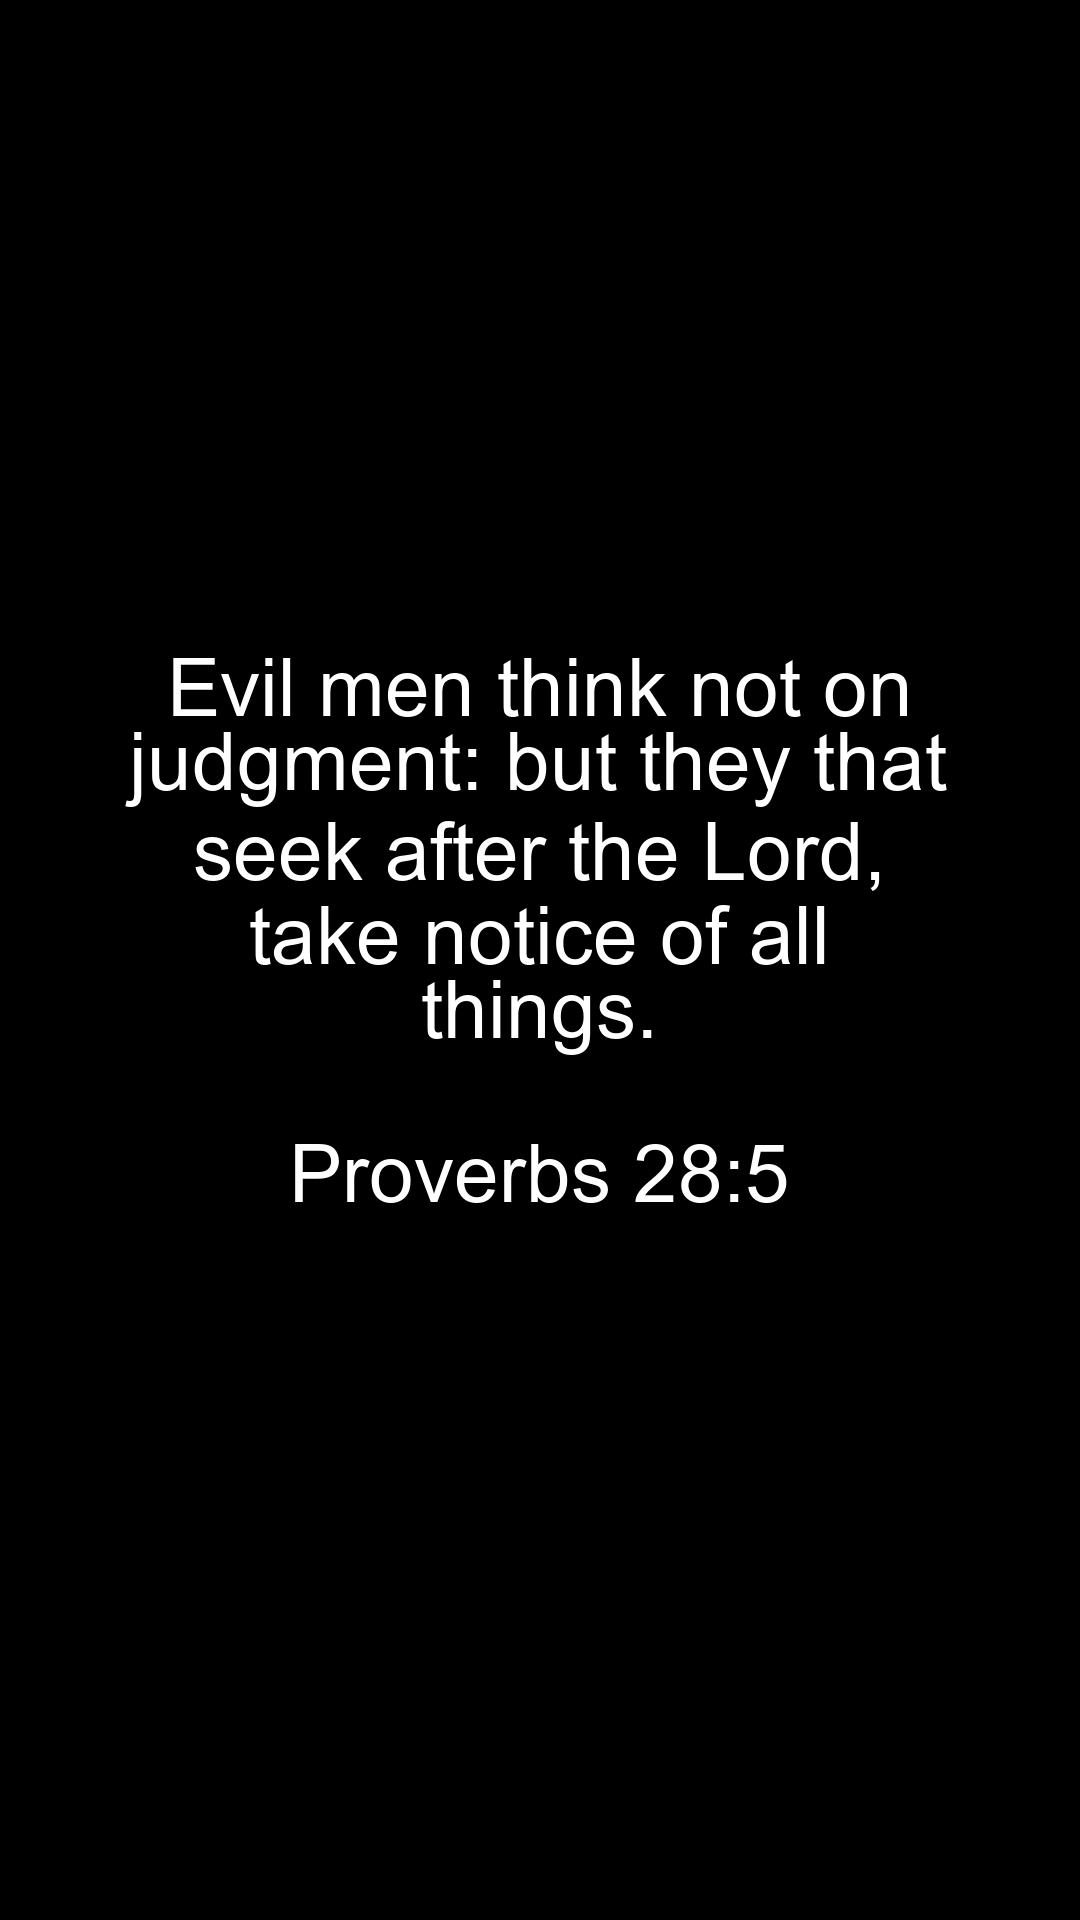 Evil men think not on
judgment: but they that
seek after the Lord,
take notice of all
things.
Proverbs 28:5